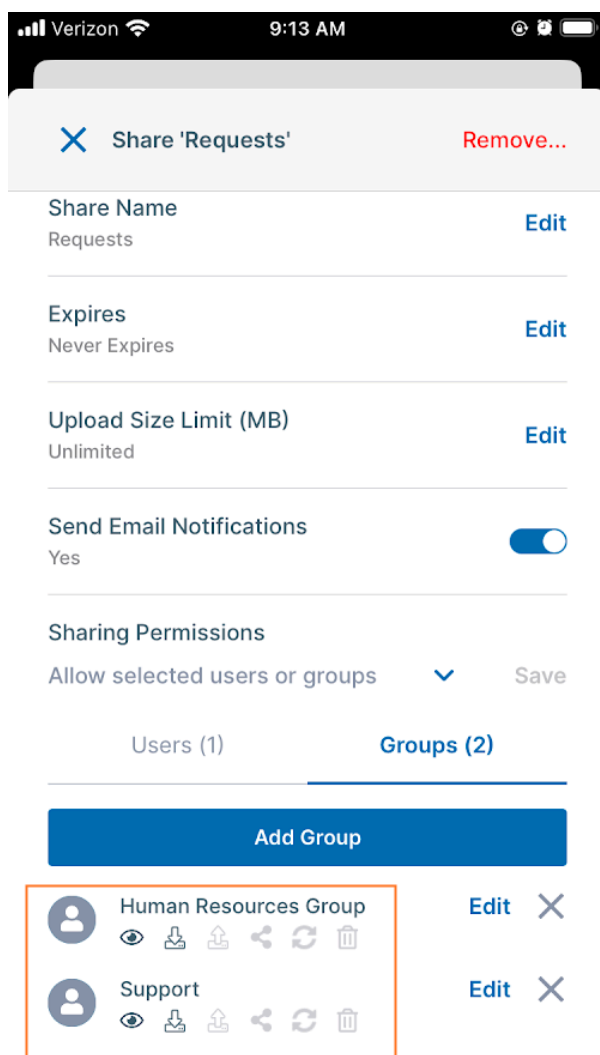 Verizon 9:13 AM
Share 'Requests' Remove...
Share Name Edit
Requests
Expires Edit
Never Expires
Upload Size Limit (MB) Edit
Unlimited
Send Email Notifications
Yes
Sharing Permissions
Allow selected users or groups Save
Users (1) Groups (2)
Add Group
Human Resources Group Edit
Support Edit